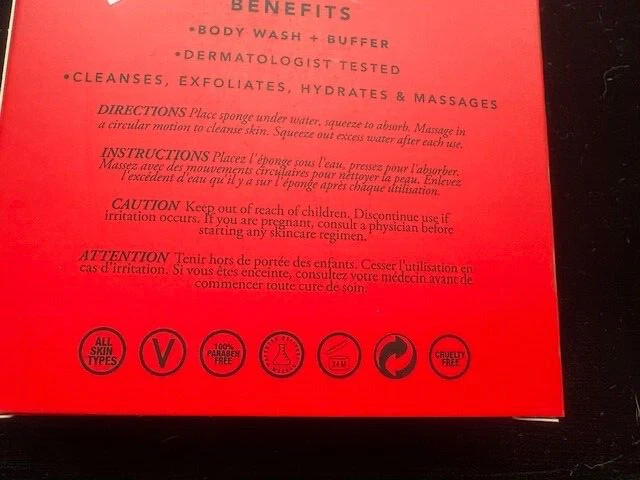 BENEFITS
•BODY WASH + BUFFER
•DERMATOLOGIST TESTED
•CLEANSES, EXFOLIATES, HYDRATES & MASSAGES
DIRECTIONS Place sponge under water, squeeze to absorb. Massage in
a circular motion to cleanse skin. Squeeze out excess water after each use.
INSTRUCTIONS Placez l'éponge sous l'eau, pressez pour l'absorber.
Massez avec des mouvements circulaires pour nettoyer la peau. Enlevez
l'excédent d'eau qu'il y a sur l'éponge après chaque utilisation.
CAUTION Keep out of reach of children. Discontinue use if
irritation occurs. If you are pregnant, consult a physician before
starting any skincare regimen.
ATTENTION Tenir hors de portée des enfants. Cesser l'utilisation en
cas d'irritation. Si vous êtes enceinte, consultez votre médecin avant de
commencer toute cure de soin.
ALL
SKIN
TYPES
V
100%
PARABEN
FREE
24M
CRUELTY
FREE